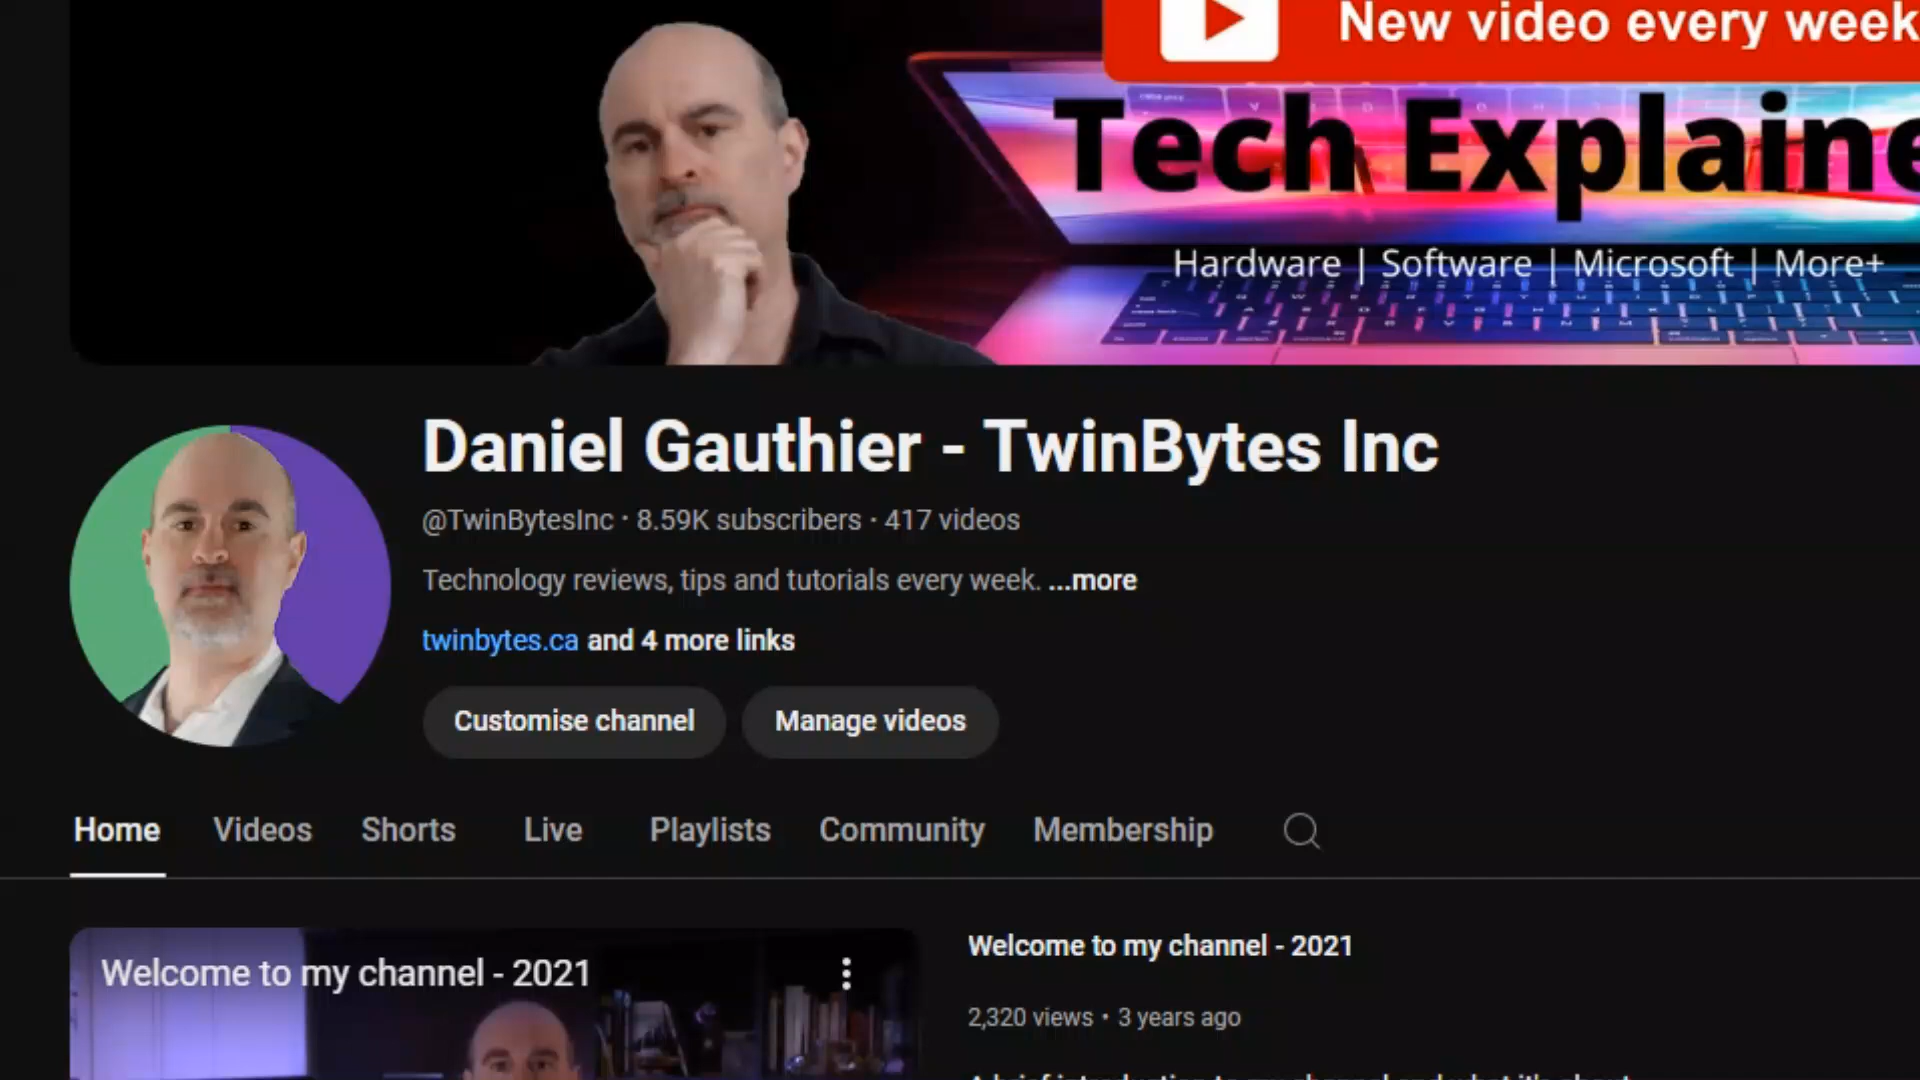 New video every week
Tech Explaine
Hardware | Software | Microsoft | More+
Daniel Gauthier - TwinBytes Inc
@TwinBytesInc · 8.59K subscribers · 417 videos
Technology reviews, tips and tutorials every week. ...more
twinbytes.ca and 4 more links
Customise channel
Manage videos
Home
Videos
Shorts
Live
Playlists
Community
Membership
Welcome to my channel - 2021
Welcome to my channel - 2021
2,320 views • 3 years ago